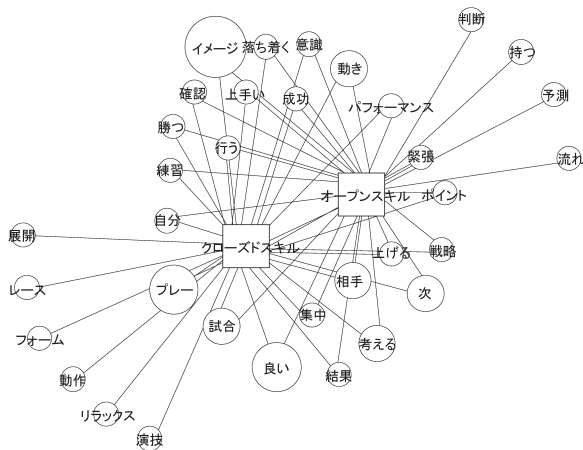 判断
イメージ
落ち着く
意識
持つ
動き
確認
上手い
成功
予測
パフォーマンス
勝つ
行う
緊張
流れ
練習
オープンスキル
ポイント
自分
展開
クローズドスキル
上げる
戦略
レース
プレー
相手
次
集中
試合
フォーム
考える
良い
結果
動作
リラックス
演技